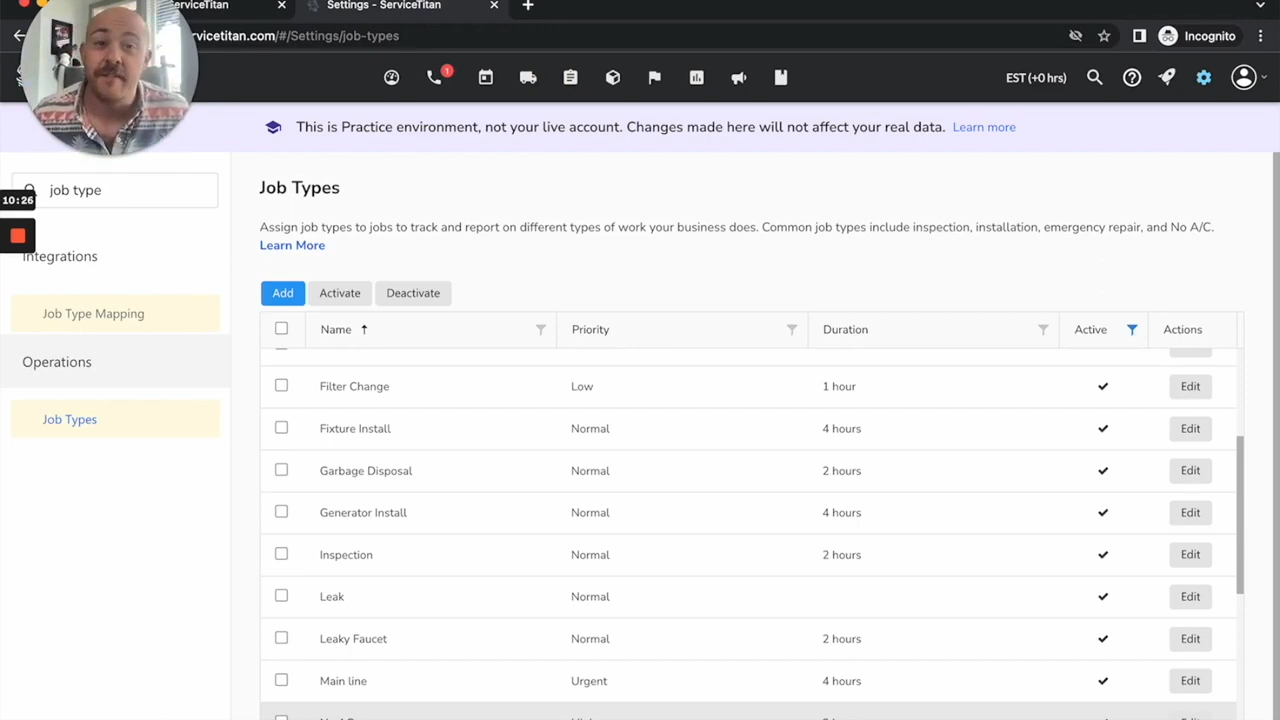 rviceTitan
Settings - ServiceTitan
rvicetitan.com/#/Settings/job-types
Incognito
1
EST (+0 hrs)
This is Practice environment, not your live account. Changes made here will not affect your real data. Learn more
job type
10:26
Integrations
Job Type Mapping
Operations
Job Types
Job Types
Assign job types to jobs to track and report on different types of work your business does. Common job types include inspection, installation, emergency repair, and No A/C.
Learn More
Add Activate Deactivate
Name Priority Duration Active Actions
Filter Change Low 1 hour Edit
Fixture Install Normal 4 hours Edit
Garbage Disposal Normal 2 hours Edit
Generator Install Normal 4 hours Edit
Inspection Normal 2 hours Edit
Leak Normal Edit
Leaky Faucet Normal 2 hours Edit
Main line Urgent 4 hours Edit